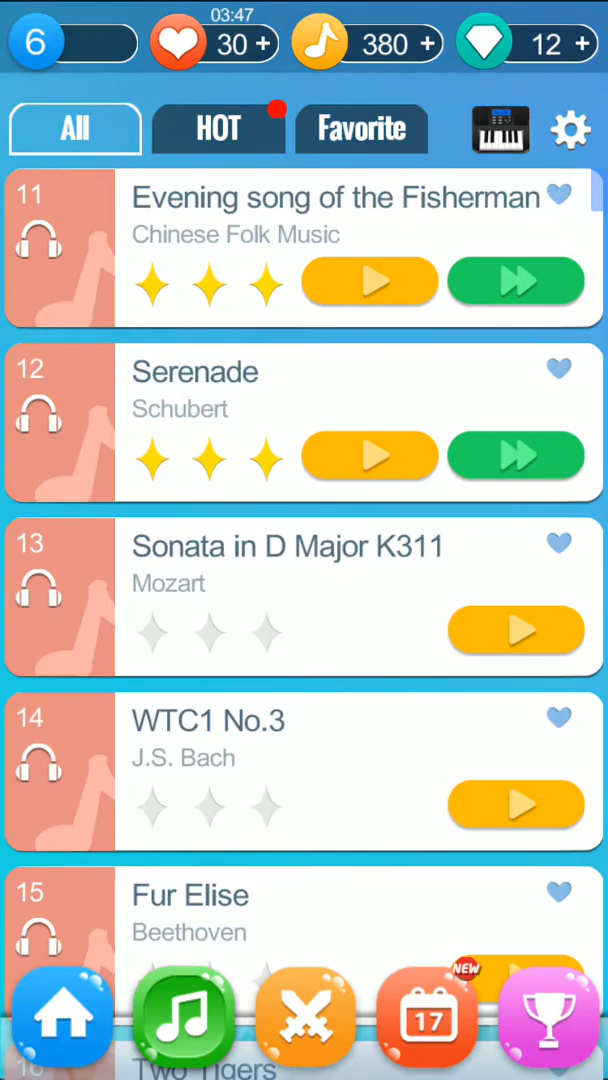 03:47
6
30 +
380 +
12 +
All
HOT
Favorite
11
Evening song of the Fisherman
Chinese Folk Music
12
Serenade
Schubert
13
Sonata in D Major K311
Mozart
14
WTC1 No.3
J.S. Bach
15
Fur Elise
Beethoven
NEW
17
16
Two Tigers